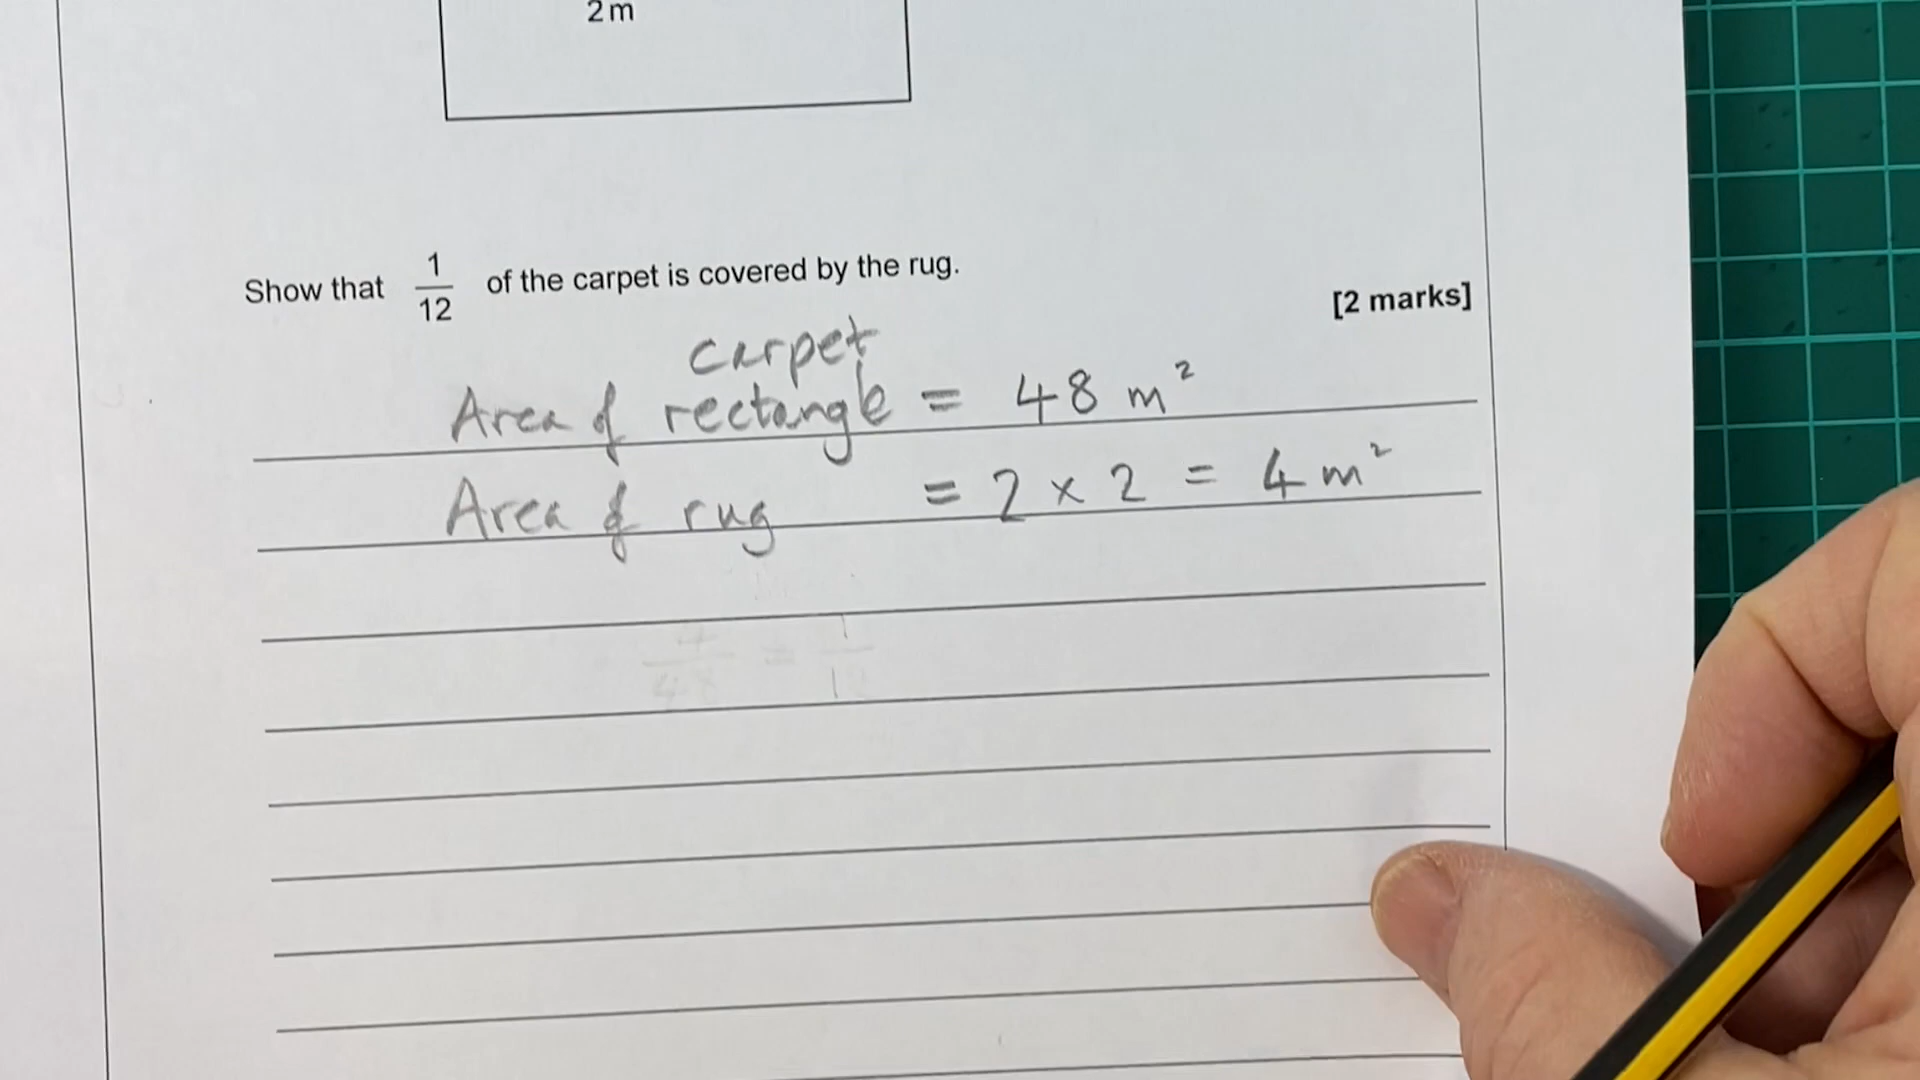 2 m
Show that 1/12 of the carpet is covered by the rug.
[2 marks]
carpet
Area of rectangle = 48 m²
Area of rug = 2 × 2 = 4 m²